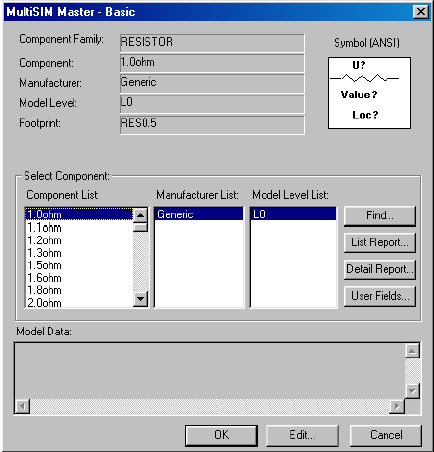 MultiSIM Master - Basic
Component Family: RESISTOR
Component: 1.0ohm
Manufacturer: Generic
Model Level: L0
Footprint: RES0.5
Symbol (ANSI)
U?
Value?
Loc?
Select Component:
Component List
1.0ohm
1.1ohm
1.2ohm
1.3ohm
1.5ohm
1.6ohm
1.8ohm
2.0ohm
Manufacturer List:
Generic
Model Level List:
L0
Find...
List Report...
Detail Report...
User Fields...
Model Data:
OK
Edit...
Cancel